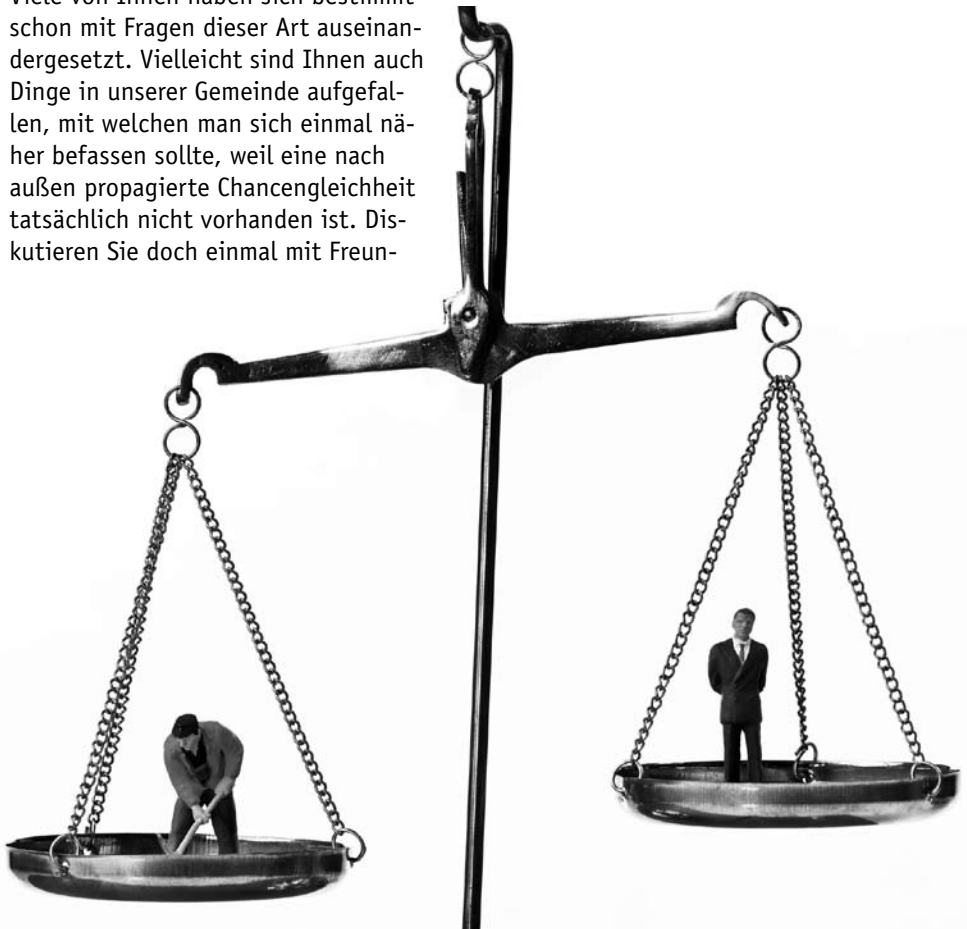 Viele von Ihnen haben sich bestimmt
schon mit Fragen dieser Art auseinan-
dergesetzt. Vielleicht sind Ihnen auch
Dinge in unserer Gemeinde aufgefal-
len, mit welchen man sich einmal nä-
her befassen sollte, weil eine nach
außen propagierte Chancengleichheit
tatsächlich nicht vorhanden ist. Dis-
kutieren Sie doch einmal mit Freun-